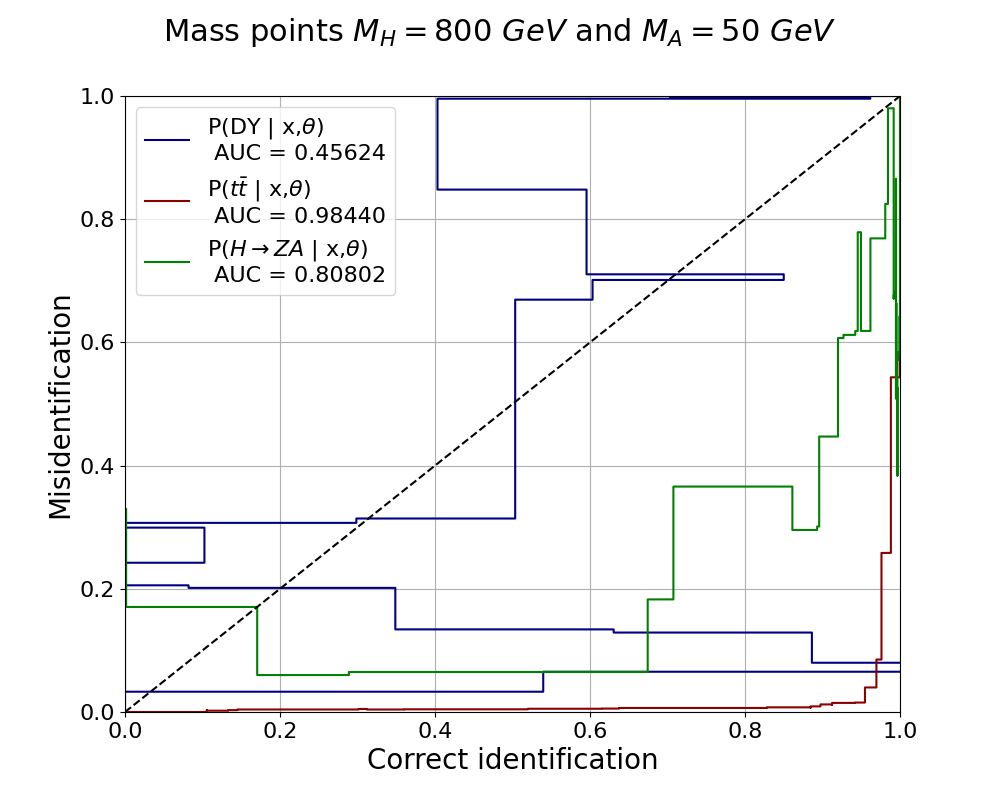 Mass points M_H = 800 GeV and M_A = 50 GeV
1.0
0.8
0.6
0.4
0.2
0.0
Misidentification
P(DY | x,θ)
AUC = 0.45624
P(tt̄ | x,θ)
AUC = 0.98440
P(H → ZA | x,θ)
AUC = 0.80802
0.0 0.2 0.4 0.6 0.8 1.0
Correct identification